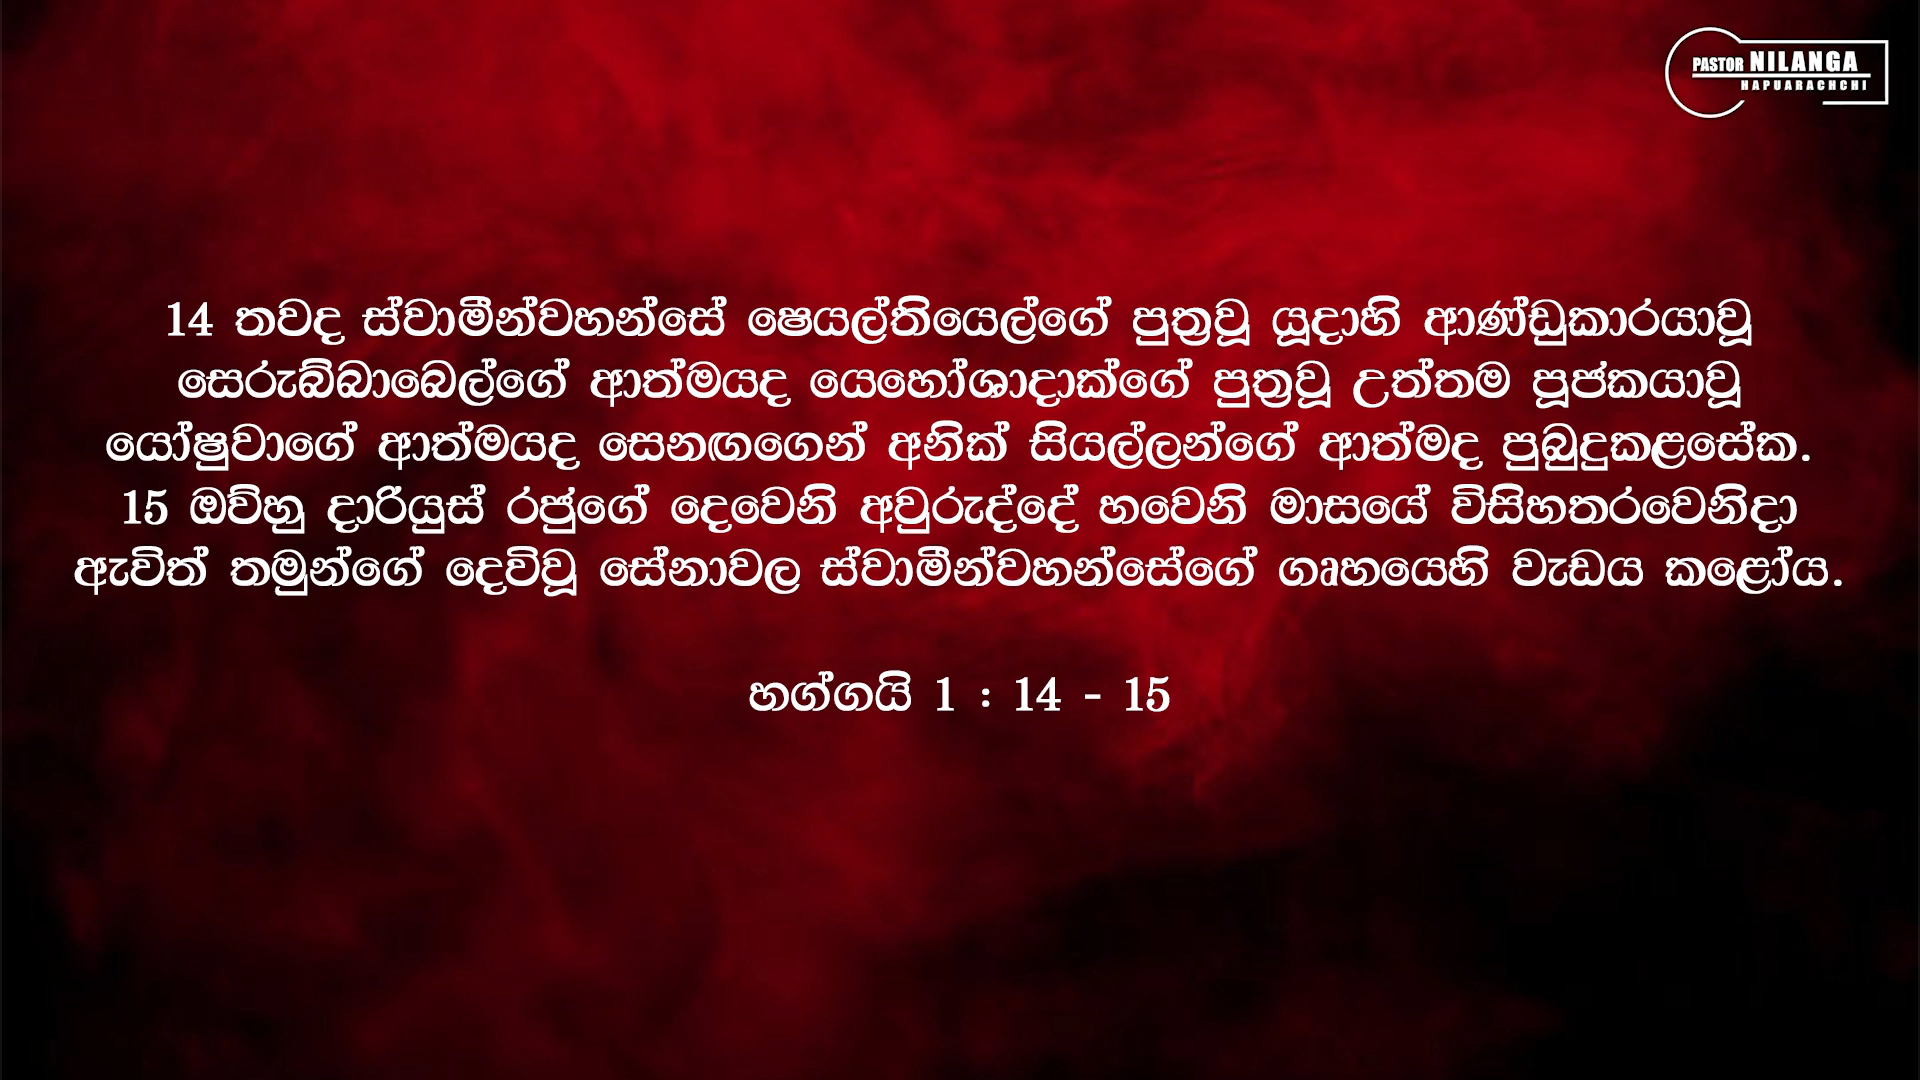 PASTOR NILANGA
HAPUARACHCHI
14 තවද ස්වාමීන්වහන්සේ ෂෙයල්තියෙල්ගේ පුත්‍රවූ යූදාහි ආණ්ඩුකාරයාවූ
සෙරුබ්බාබෙල්ගේ ආත්මයද යෙහෝශාදාක්ගේ පුත්‍රවූ උත්තම පූජකයාවූ
යෝෂුවාගේ ආත්මයද සෙනඟගෙන් අනික් සියල්ලන්ගේ ආත්මද පුබුදුකළසේක.
15 ඔව්හු දාරියුස් රජුගේ දෙවෙනි අවුරුද්දේ හවෙනි මාසයේ විසිහතරවෙනිදා
ඇවිත් තමුන්ගේ දෙවිවූ සේනාවල ස්වාමීන්වහන්සේගේ ගෘහයෙහි වැඩය කළෝය.
හග්ගයි 1 : 14 - 15